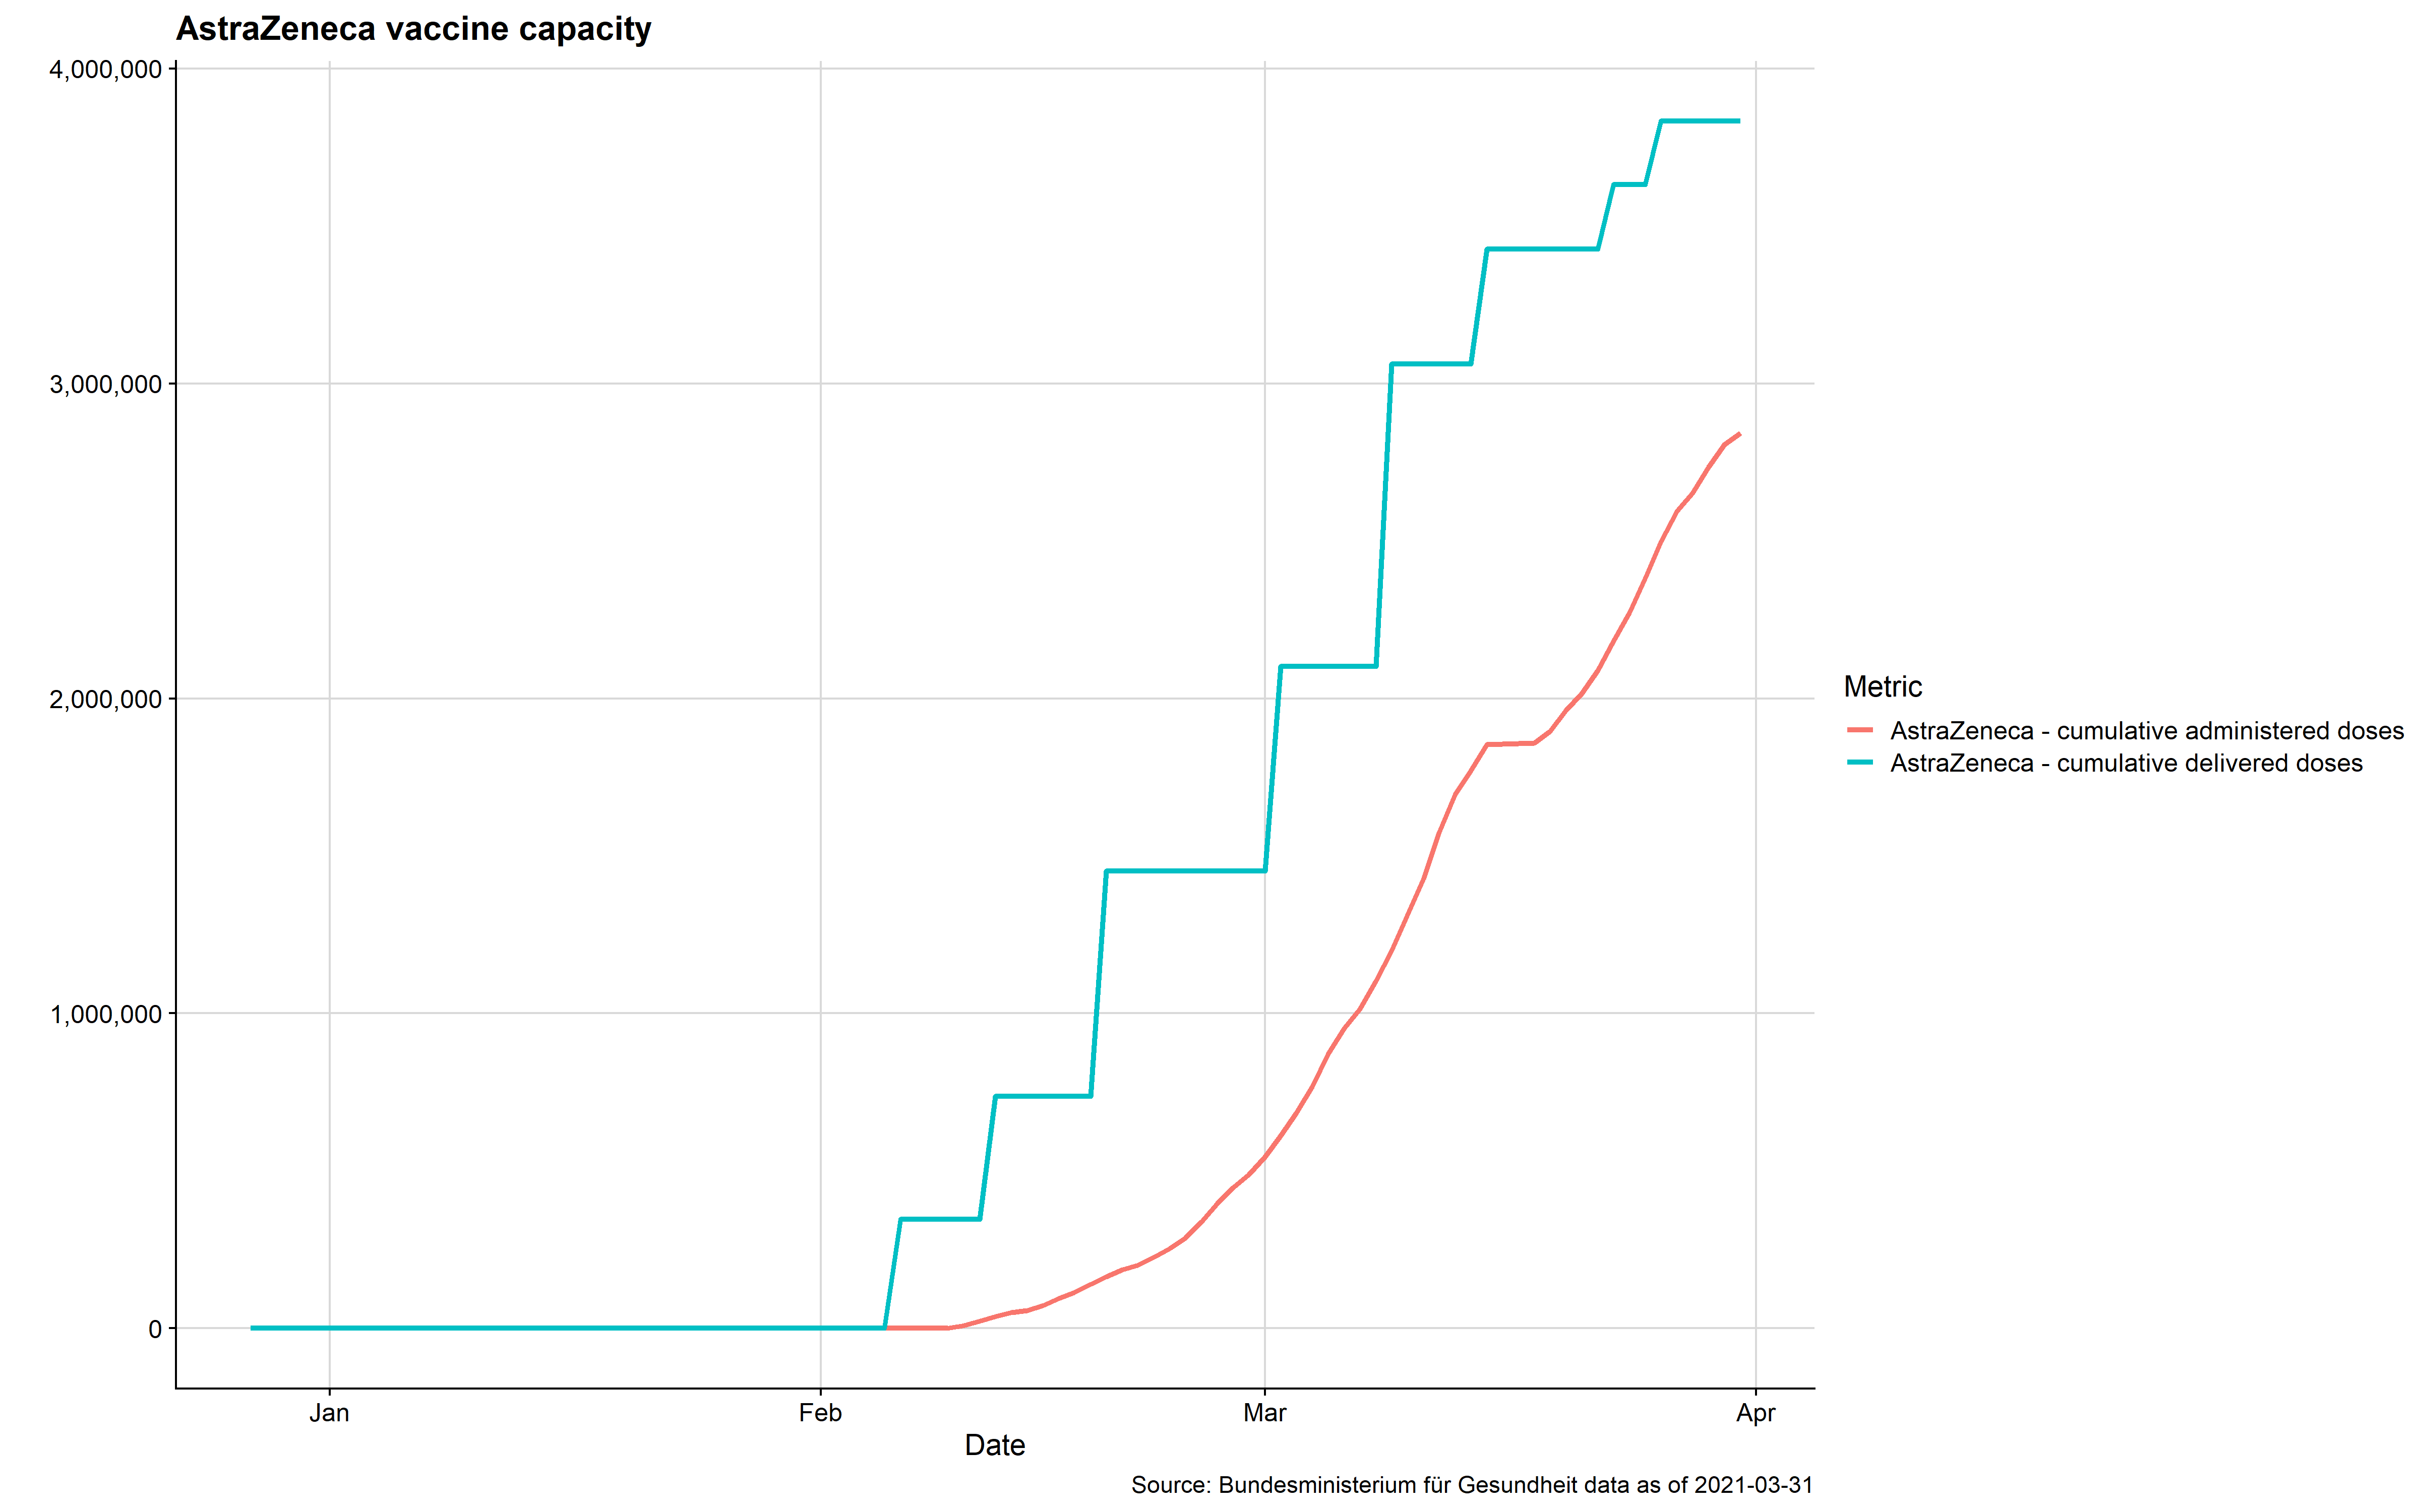 AstraZeneca vaccine capacity
4,000,000
3,000,000
2,000,000
1,000,000
0
Jan Feb Mar Apr
Date
Metric
AstraZeneca - cumulative administered doses
AstraZeneca - cumulative delivered doses
Source: Bundesministerium für Gesundheit data as of 2021-03-31